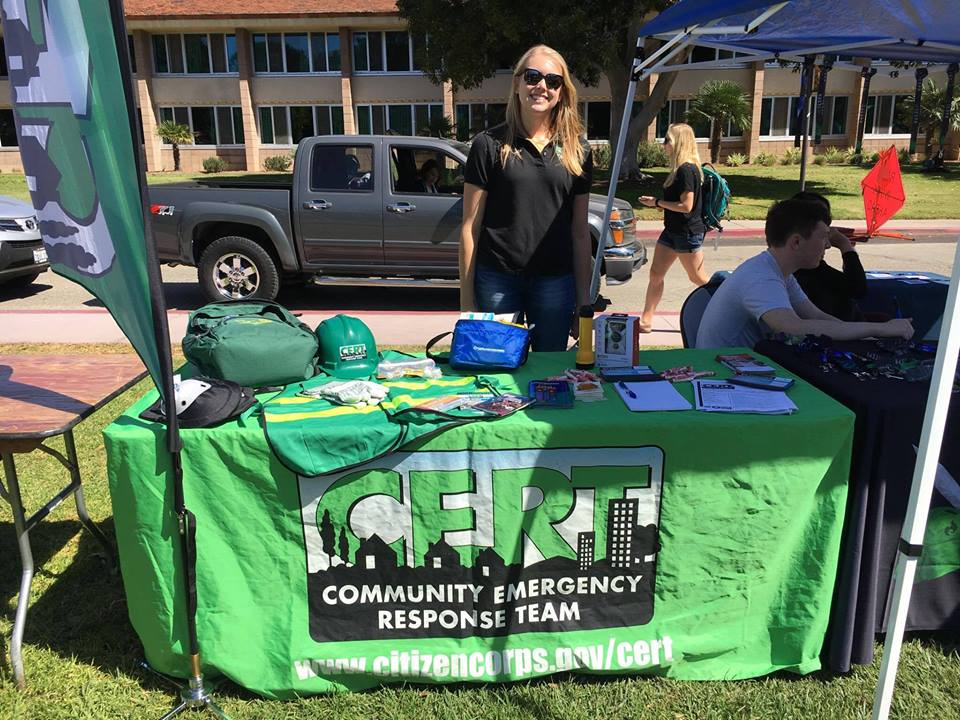 CERT
CERT
COMMUNITY EMERGENCY
RESPONSE TEAM
www.citizencorps.gov/cert